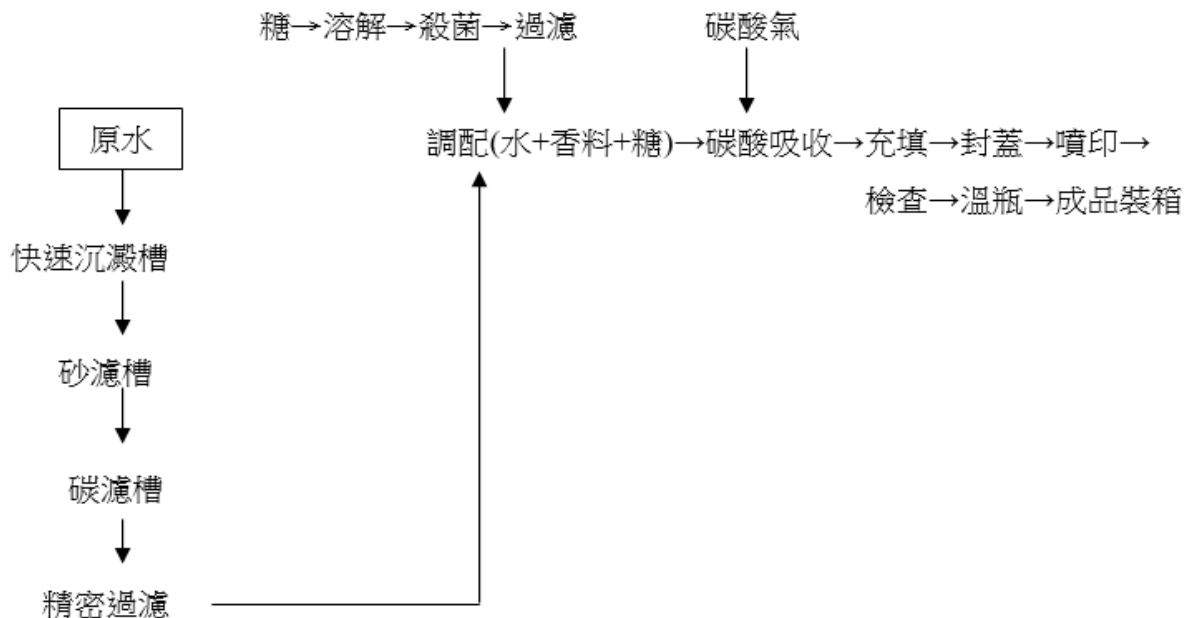 糖→溶解→殺菌→過濾
碳酸氣
原水
調配(水+香料+糖)→碳酸吸收→充填→封蓋→噴印→
檢查→溫瓶→成品裝箱
快速沉澱槽
砂濾槽
碳濾槽
精密過濾